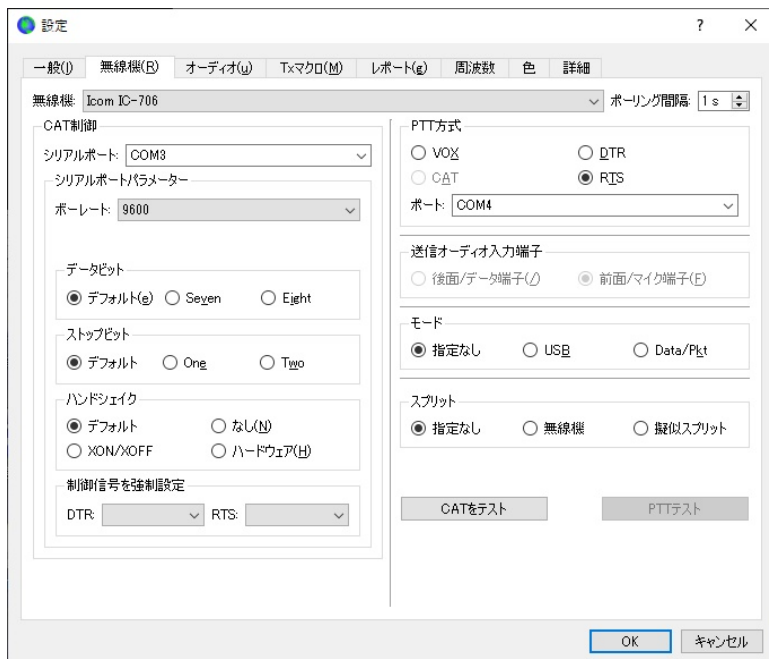 設定
? ×
一般(I) 無線機(R) オーディオ(u) Txマクロ(M) レポート(g) 周波数 色 詳細
無線機: Icom IC-706 ポーリング間隔: 1 s
CAT制御
シリアルポート: COM3
シリアルポートパラメーター
ボーレート: 9600
データビット
デフォルト(e) Seven Eight
ストップビット
デフォルト One Two
ハンドシェイク
デフォルト なし(N)
XON/XOFF ハードウェア(H)
制御信号を強制設定
DTR: RTS:
PTT方式
VOX DTR
CAT RTS
ポート: COM4
送信オーディオ入力端子
後面/データ端子(/) 前面/マイク端子(F)
モード
指定なし USB Data/Pkt
スプリット
指定なし 無線機 擬似スプリット
CATをテスト PTTテスト
OK キャンセル